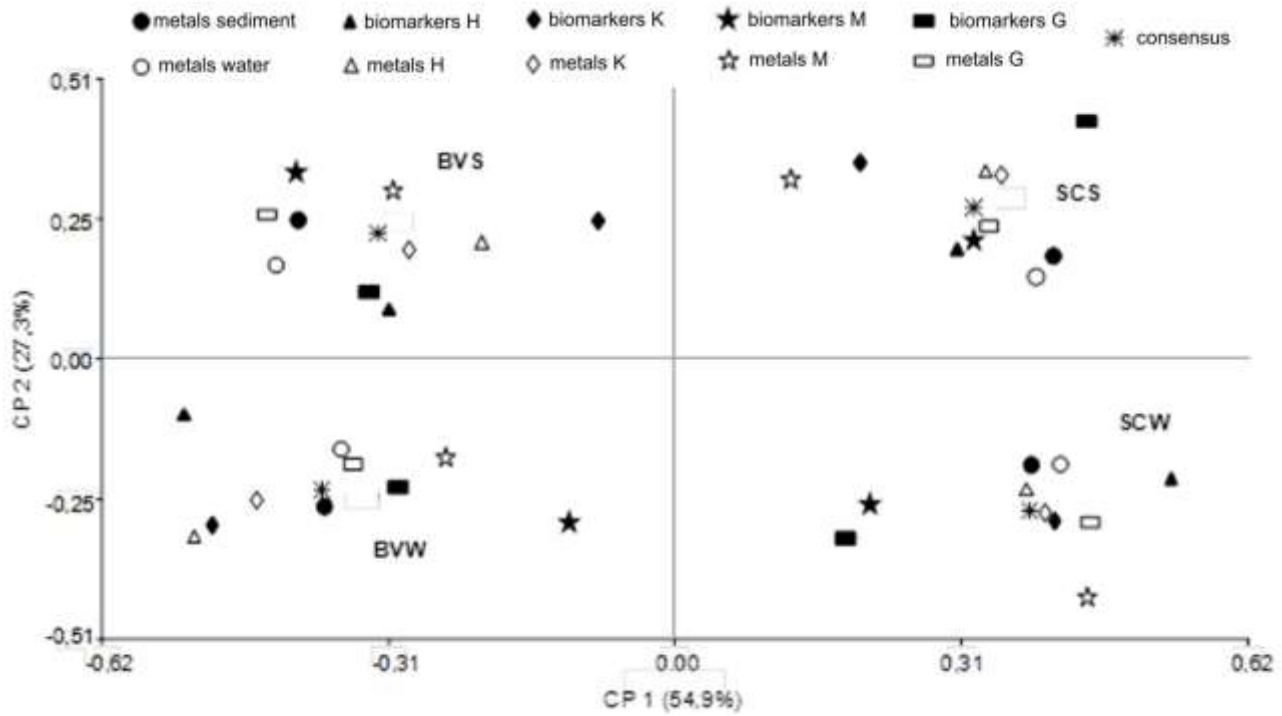 metals sediment biomarkers H biomarkers K biomarkers M biomarkers G
consensus
metals water metals H metals K metals M metals G
0.51
BVS
SCS
0.25
CP 2 (27,3%)
0.00
SCW
-0.25
BVW
-0.51
-0,62 -0,31 0.00 0.31 0.62
CP 1 (54,9%)